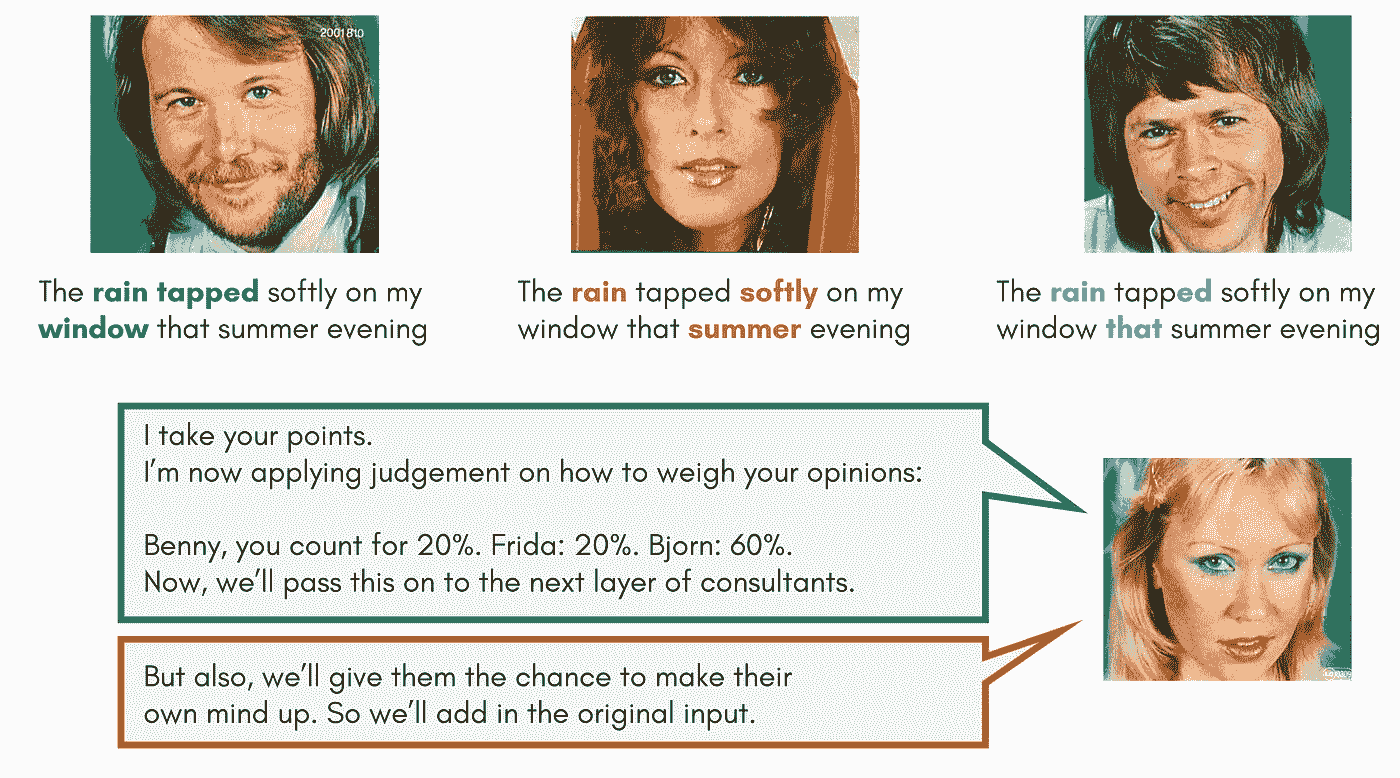 2001810
The rain tapped softly on my
window that summer evening
The rain tapped softly on my
window that summer evening
The rain tapped softly on my
window that summer evening
I take your points.
I'm now applying judgement on how to weigh your opinions:
Benny, you count for 20%. Frida: 20%. Bjorn: 60%.
Now, we'll pass this on to the next layer of consultants.
But also, we'll give them the chance to make their
own mind up. So we'll add in the original input.